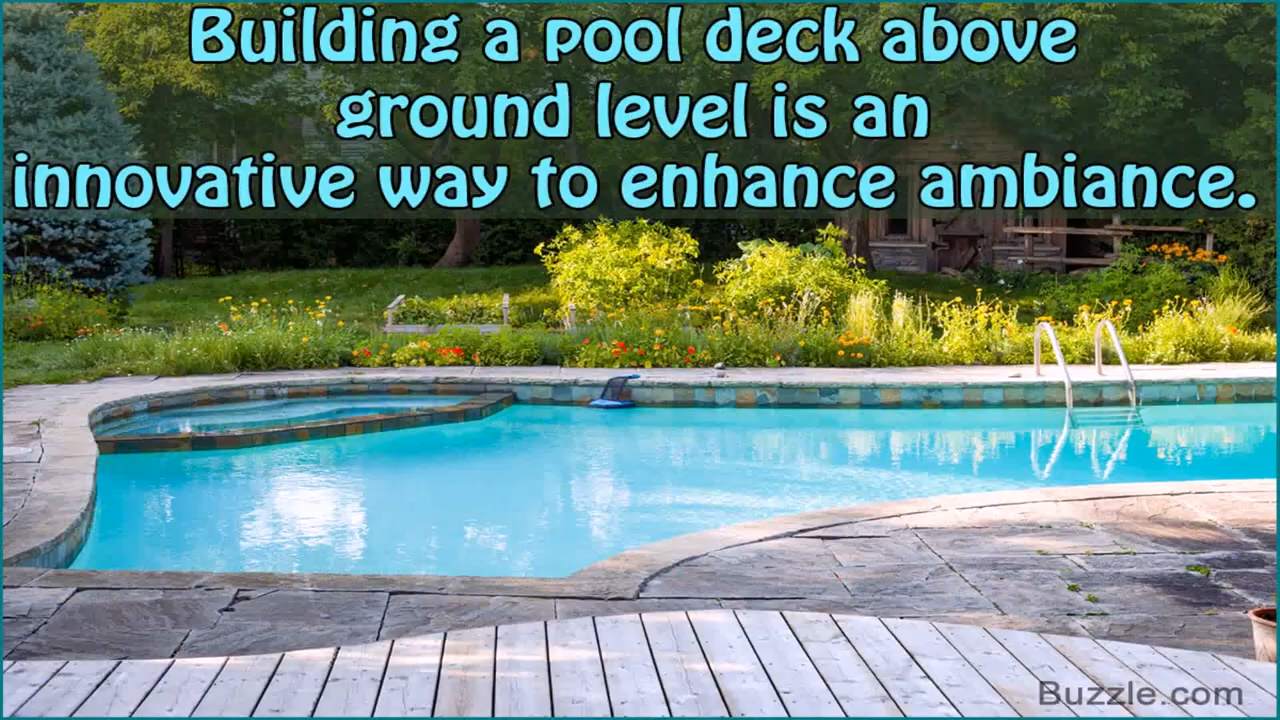 Building a pool deck above
ground level is an
innovative way to enhance ambiance.
Buzzle.com